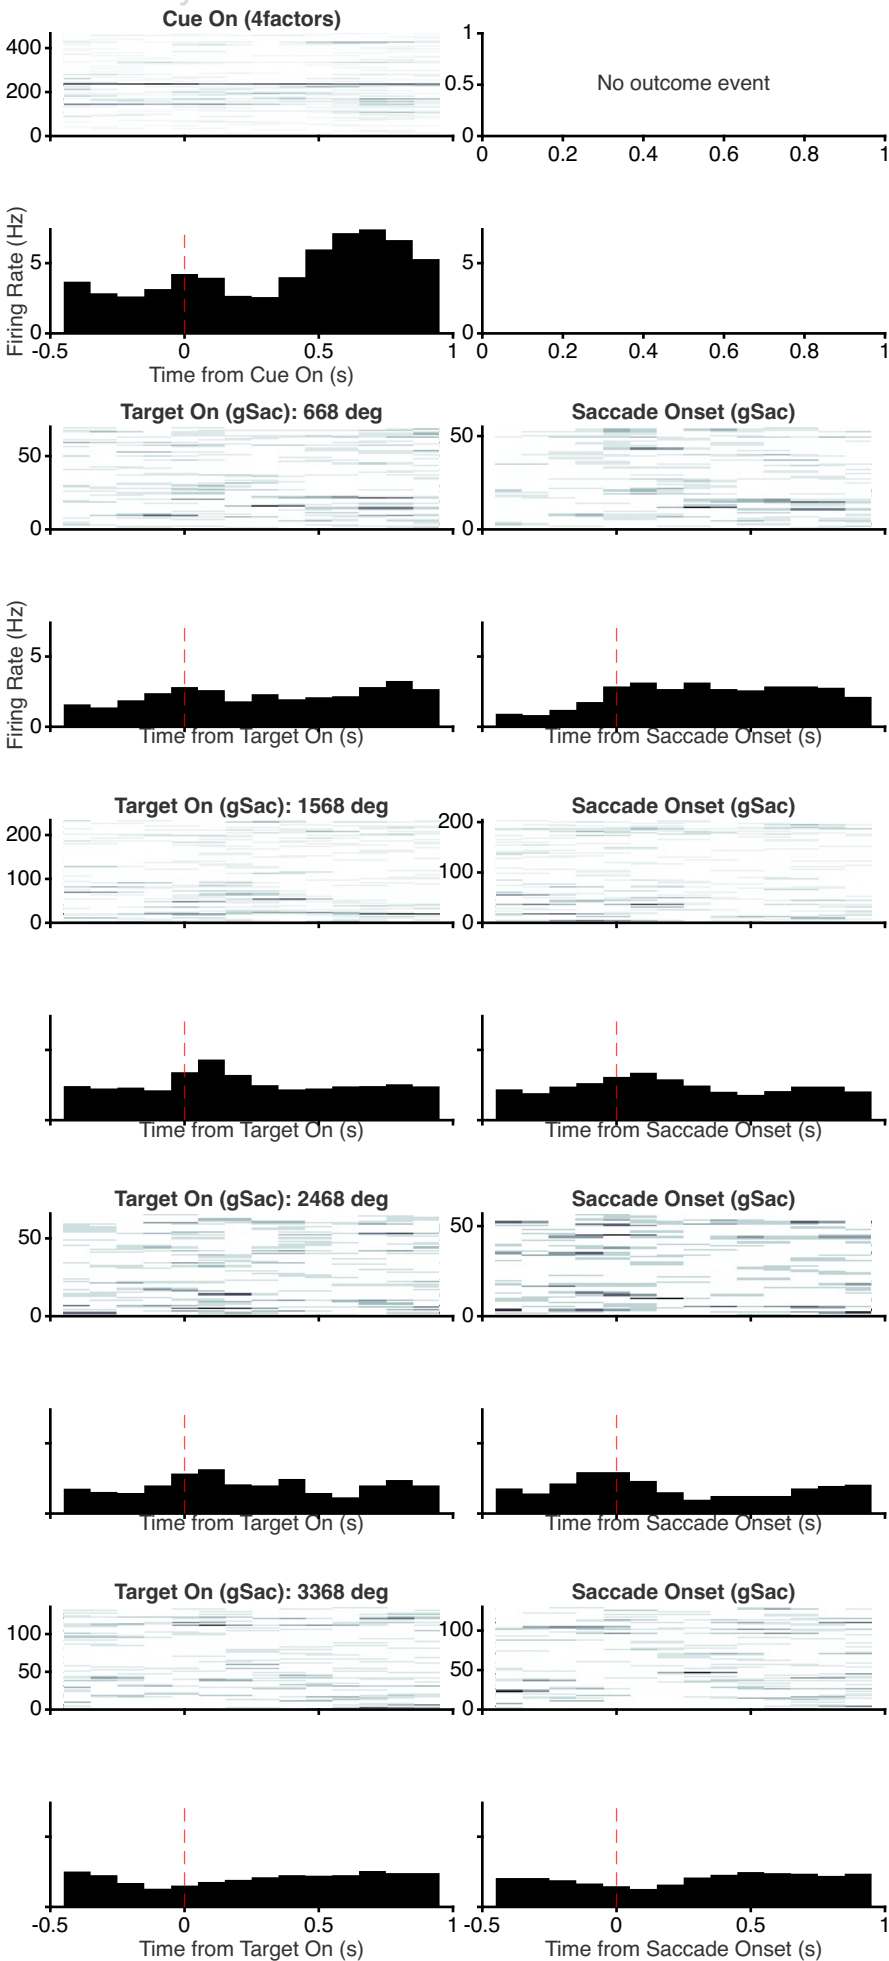 Cue On (4factors)
400
200
0
1
0.5
0
No outcome event
0 0.2 0.4 0.6 0.8 1
Firing Rate (Hz)
5
0
-0.5 0 0.5 1
Time from Cue On (s)
5
0
0 0.2 0.4 0.6 0.8 1
Target On (gSac): 668 deg
50
0
Saccade Onset (gSac)
50
0
Firing Rate (Hz)
5
0
Time from Target On (s)
Time from Saccade Onset (s)
Target On (gSac): 1568 deg
200
100
0
Saccade Onset (gSac)
200
100
0
Time from Target On (s)
Time from Saccade Onset (s)
Target On (gSac): 2468 deg
50
0
Saccade Onset (gSac)
50
0
Time from Target On (s)
Time from Saccade Onset (s)
Target On (gSac): 3368 deg
100
50
0
Saccade Onset (gSac)
100
50
0
-0.5 0 0.5 1
Time from Target On (s)
-0.5 0 0.5 1
Time from Saccade Onset (s)